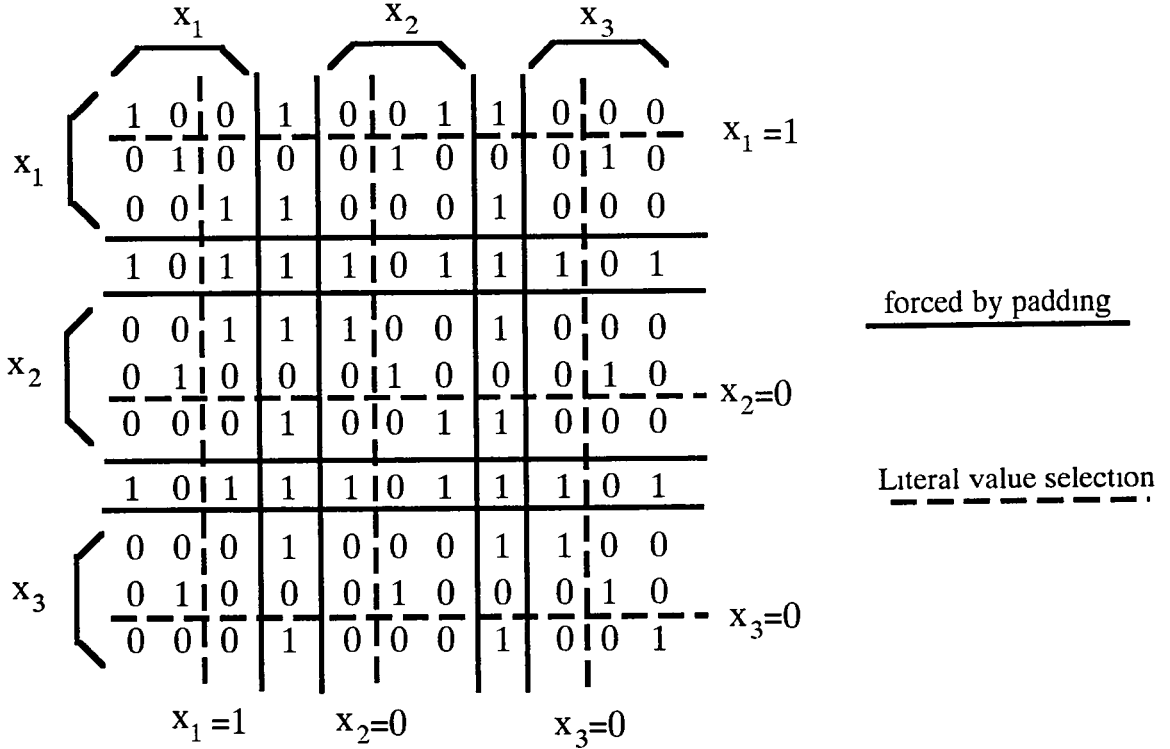 x1 x2 x3
1 0 0 1 0 0 1 1 0 0 0 x1 =1
x1 0 1 0 0 0 1 0 0 0 1 0
0 0 1 1 0 0 0 1 0 0 0
1 0 1 1 1 0 1 1 1 0 1
0 0 1 1 1 0 0 1 0 0 0 forced by padding
x2 0 1 0 0 0 1 0 0 0 1 0 x2=0
0 0 0 1 0 0 1 1 0 0 0
1 0 1 1 1 0 1 1 1 0 1 Literal value selection
0 0 0 1 0 0 0 1 1 0 0
x3 0 1 0 0 0 1 0 0 0 1 0 x3=0
0 0 0 1 0 0 0 1 0 0 1
x1 =1 x2=0 x3=0